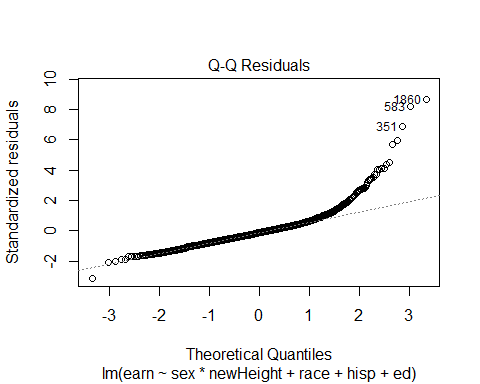 Q-Q Residuals
Standardized residuals
10
8
6
4
2
0
-2
1860
583
351
-3 -2 -1 0 1 2 3
Theoretical Quantiles
lm(earn ~ sex * newHeight + race + hisp + ed)